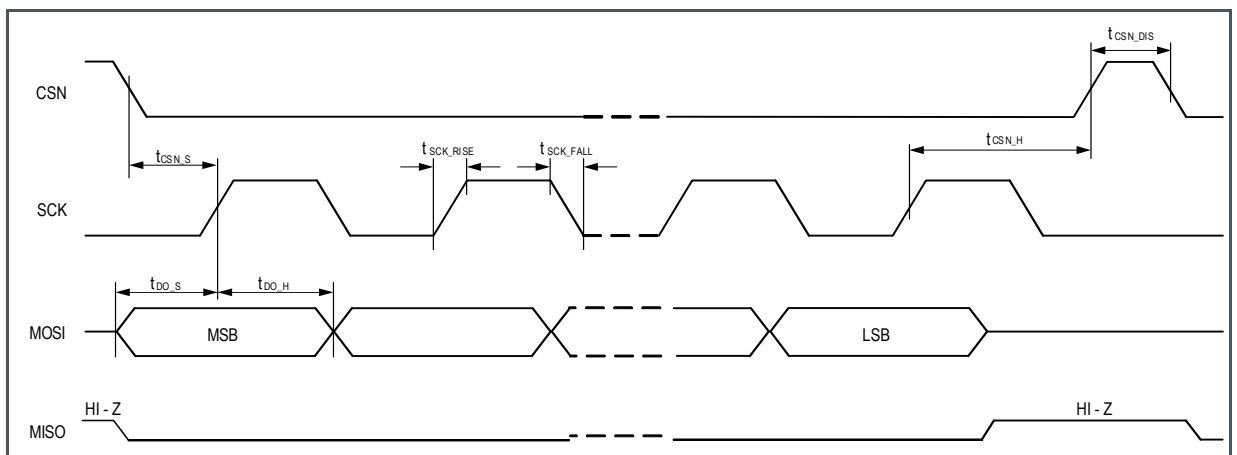 tCSN_DIS
CSN
tCSN_S
tSCK_RISE
tSCK_FALL
tCSN_H
SCK
tDO_S
tDO_H
MOSI
MSB
LSB
HI - Z
HI - Z
MISO